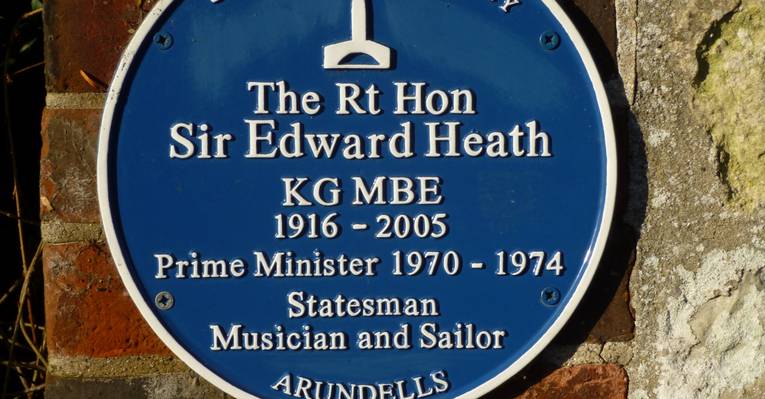 The Rt Hon
Sir Edward Heath
KG MBE
1916 - 2005
Prime Minister 1970 - 1974
Statesman
Musician and Sailor
ARUNDELLS